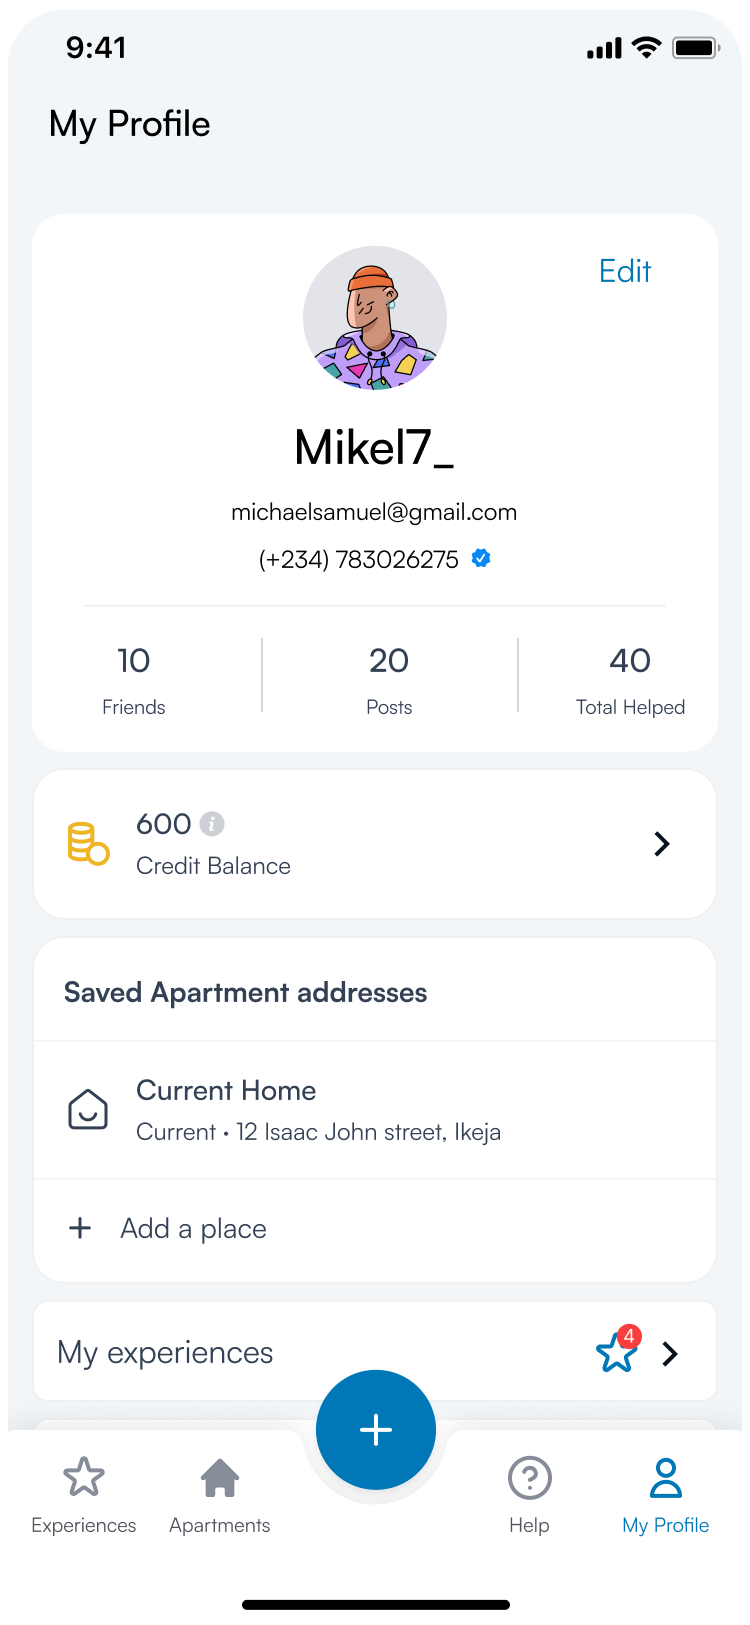 9:41
My Profile
Edit
Mikel7_
michaelsamuel@gmail.com
(+234) 783026275
10
Friends
20
Posts
40
Total Helped
600
Credit Balance
Saved Apartment addresses
Current Home
Current · 12 Isaac John street, Ikeja
+ Add a place
My experiences
4
+
Experiences
Apartments
Help
My Profile